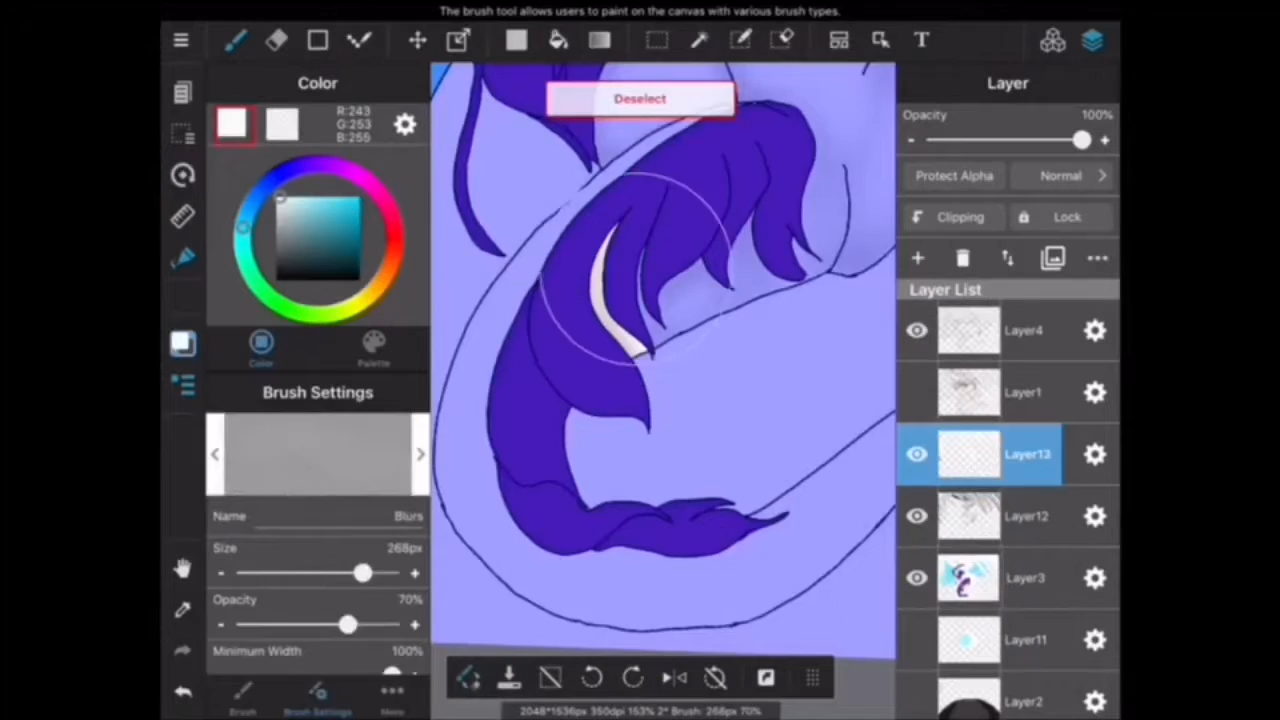 The brush tool allows users to paint on the canvas with various brush types.
T
Color
R:243
G:253
B:255
Color
Palette
Brush Settings
Name
Blurs
Size
268px
-
+
Opacity
70%
-
+
Minimum Width
100%
Brush
Brush Settings
More
Deselect
2048*1536px 350dpi 153% 2° Brush: 268px 70%
Layer
Opacity
100%
-
+
Protect Alpha
Normal
Clipping
Lock
Layer List
Layer4
Layer1
Layer13
Layer12
Layer3
Layer11
Layer2